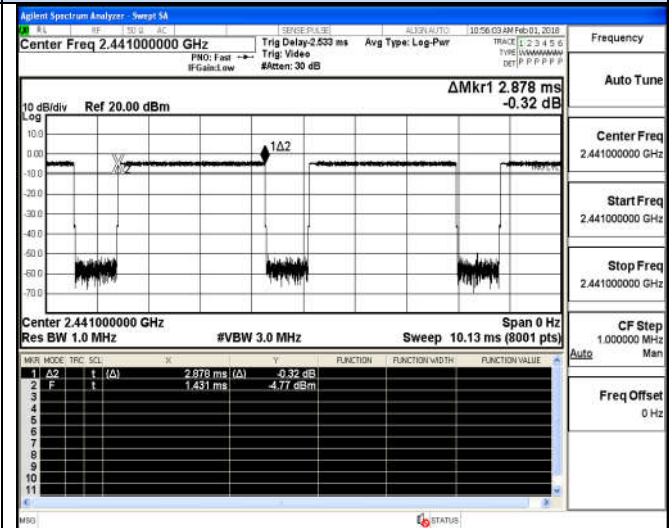 Agilent Spectrum Analyzer - Swept SA
RL RF 50 Ω AC SENSE:PULSE ALIGN AUTO 10:56:03 AM Feb 01, 2018
Center Freq 2.441000000 GHz
PNO: Fast
IFGain:Low
Trig Delay-2.533 ms
Trig: Video
#Atten: 30 dB
Avg Type: Log-Pwr
TRACE 1 2 3 4 5 6
TYPE
DET P P P P P P
ΔMkr1 2.878 ms
-0.32 dB
10 dB/div Ref 20.00 dBm
Log
10.0
0.00
-10.0
-20.0
-30.0
-40.0
-50.0
-60.0
-70.0
1Δ2
2
TRIG LVL
Center 2.441000000 GHz Span 0 Hz
Res BW 1.0 MHz #VBW 3.0 MHz Sweep 10.13 ms (8001 pts)
MKR MODE TRC SCL X Y FUNCTION FUNCTION WIDTH FUNCTION VALUE
1 Δ2 t (Δ) 2.878 ms (Δ) -0.32 dB
2 F t 1.431 ms -4.77 dBm
3
4
5
6
7
8
9
10
11
MSG STATUS
Frequency
Auto Tune
Center Freq
2.441000000 GHz
Start Freq
2.441000000 GHz
Stop Freq
2.441000000 GHz
CF Step
1.000000 MHz
Auto Man
Freq Offset
0 Hz